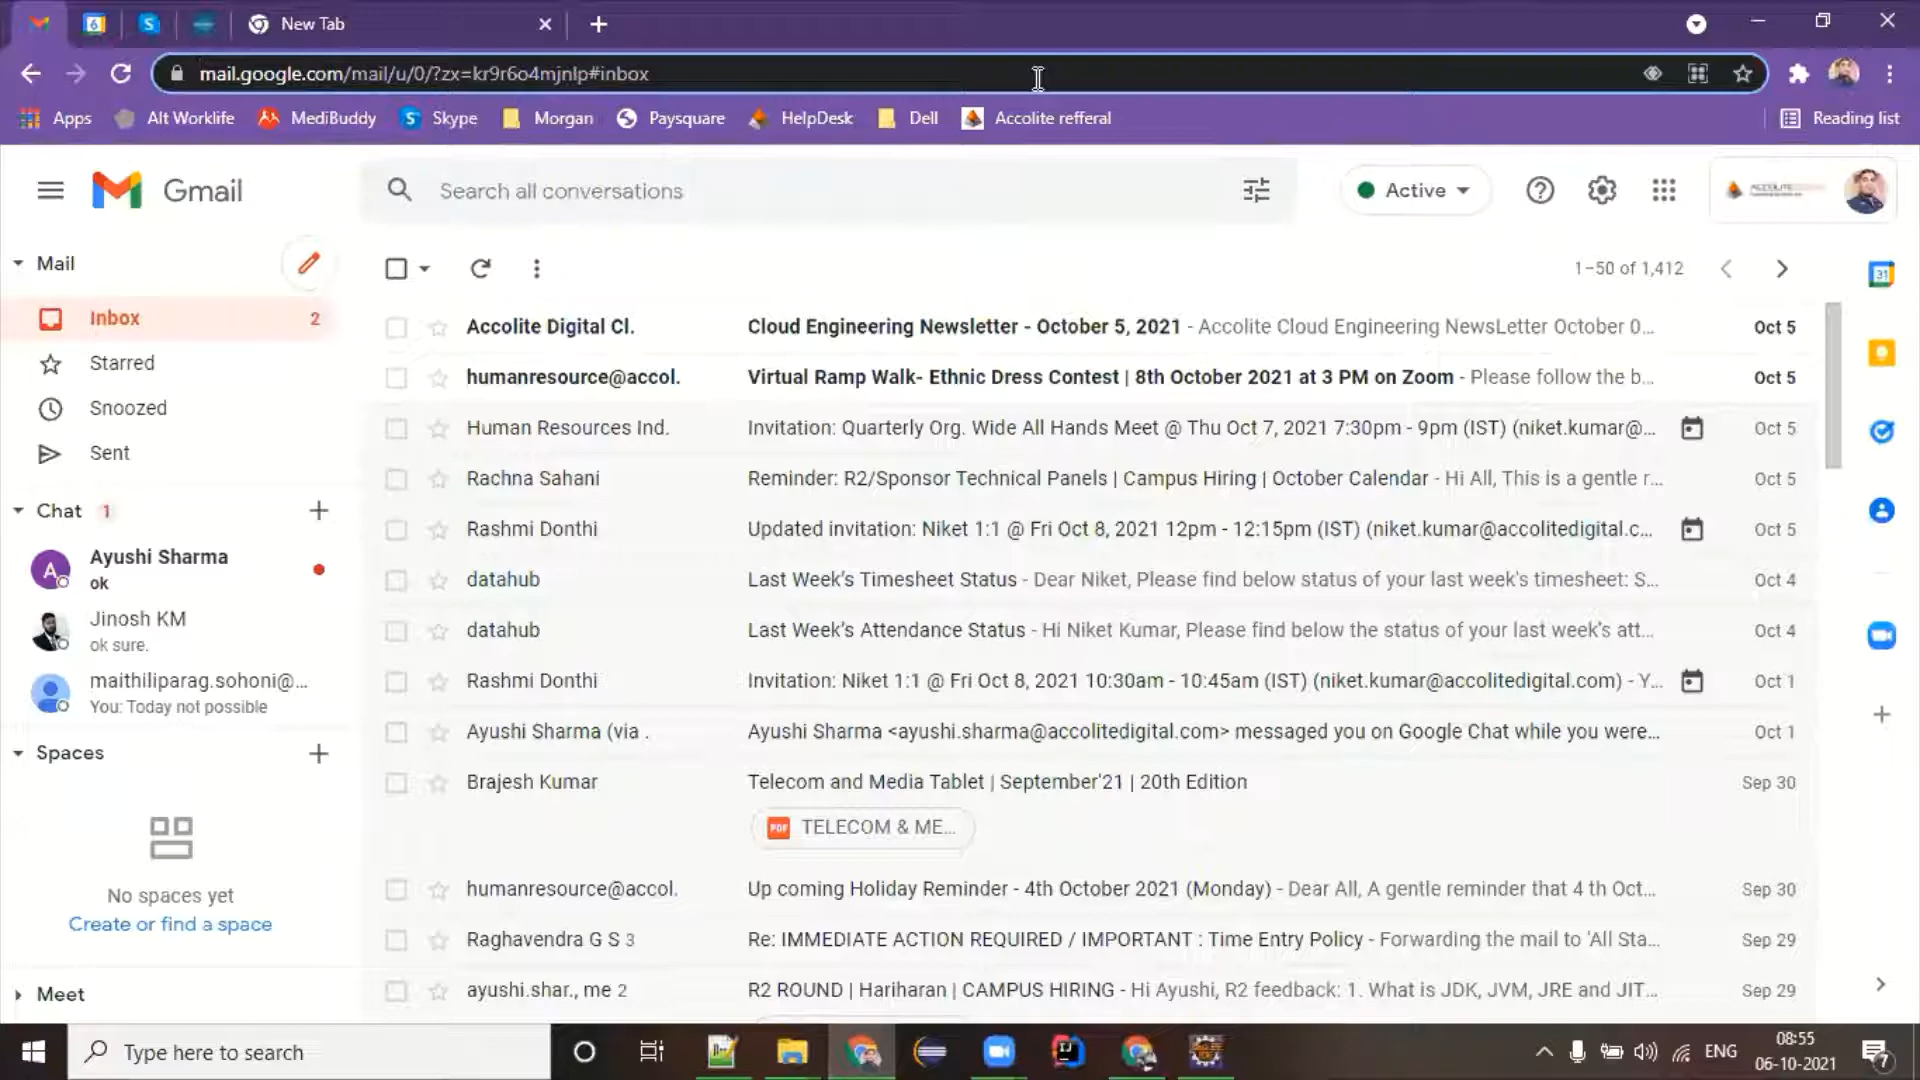 New Tab
mail.google.com/mail/u/0/?zx=kr9r6o4mjnlp#inbox
Apps Alt Worklife MediBuddy Skype Morgan Paysquare HelpDesk Dell Accolite refferal Reading list
Gmail Search all conversations Active ACCOLITE
Mail
1–50 of 1,412
Inbox 2
Starred
Snoozed
Sent
Chat 1
Ayushi Sharma
ok
Jinosh KM
ok sure.
maithiliparag.sohoni@...
You: Today not possible
Spaces
No spaces yet
Create or find a space
Meet
Accolite Digital Cl. Cloud Engineering Newsletter - October 5, 2021 - Accolite Cloud Engineering NewsLetter October 0... Oct 5
humanresource@accol. Virtual Ramp Walk- Ethnic Dress Contest | 8th October 2021 at 3 PM on Zoom - Please follow the b... Oct 5
Human Resources Ind. Invitation: Quarterly Org. Wide All Hands Meet @ Thu Oct 7, 2021 7:30pm - 9pm (IST) (niket.kumar@... Oct 5
Rachna Sahani Reminder: R2/Sponsor Technical Panels | Campus Hiring | October Calendar - Hi All, This is a gentle r... Oct 5
Rashmi Donthi Updated invitation: Niket 1:1 @ Fri Oct 8, 2021 12pm - 12:15pm (IST) (niket.kumar@accolitedigital.c... Oct 5
datahub Last Week's Timesheet Status - Dear Niket, Please find below status of your last week's timesheet: S... Oct 4
datahub Last Week's Attendance Status - Hi Niket Kumar, Please find below the status of your last week's att... Oct 4
Rashmi Donthi Invitation: Niket 1:1 @ Fri Oct 8, 2021 10:30am - 10:45am (IST) (niket.kumar@accolitedigital.com) - Y... Oct 1
Ayushi Sharma (via . Ayushi Sharma <ayushi.sharma@accolitedigital.com> messaged you on Google Chat while you were... Oct 1
Brajesh Kumar Telecom and Media Tablet | September'21 | 20th Edition Sep 30
PDF TELECOM & ME...
humanresource@accol. Up coming Holiday Reminder - 4th October 2021 (Monday) - Dear All, A gentle reminder that 4 th Oct... Sep 30
Raghavendra G S 3 Re: IMMEDIATE ACTION REQUIRED / IMPORTANT : Time Entry Policy - Forwarding the mail to 'All Sta... Sep 29
ayushi.shar., me 2 R2 ROUND | Hariharan | CAMPUS HIRING - Hi Ayushi, R2 feedback: 1. What is JDK, JVM, JRE and JIT... Sep 29
Type here to search
ENG
08:55
06-10-2021
7